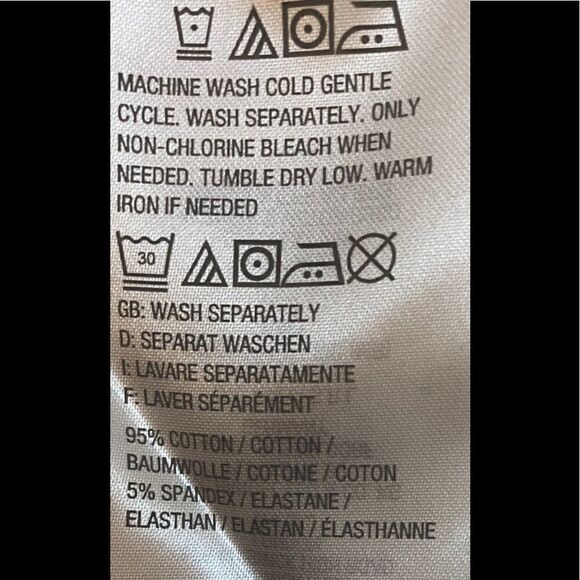 MACHINE WASH COLD GENTLE
CYCLE. WASH SEPARATELY. ONLY
NON-CHLORINE BLEACH WHEN
NEEDED. TUMBLE DRY LOW. WARM
IRON IF NEEDED
30
GB: WASH SEPARATELY
D: SEPARAT WASCHEN
I: LAVARE SEPARATAMENTE
F: LAVER SÉPARÉMENT
95% COTTON / COTTON /
BAUMWOLLE / COTONE / COTON
5% SPANDEX / ELASTANE /
ELASTHAN / ELASTAN / ÉLASTHANNE